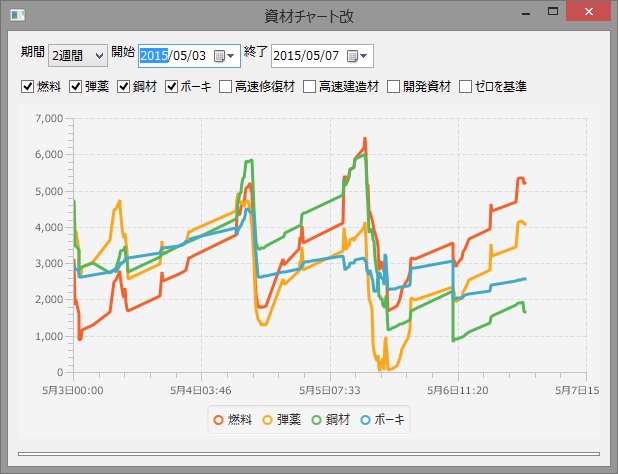 資材チャート改
期間 2週間 開始 2015/05/03 終了 2015/05/07
燃料 弾薬 鋼材 ボーキ 高速修復材 高速建造材 開発資材 ゼロを基準
7,000
6,000
5,000
4,000
3,000
2,000
1,000
0
5月3日00:00 5月4日03:46 5月5日07:33 5月6日11:20 5月7日15
燃料 弾薬 鋼材 ボーキ